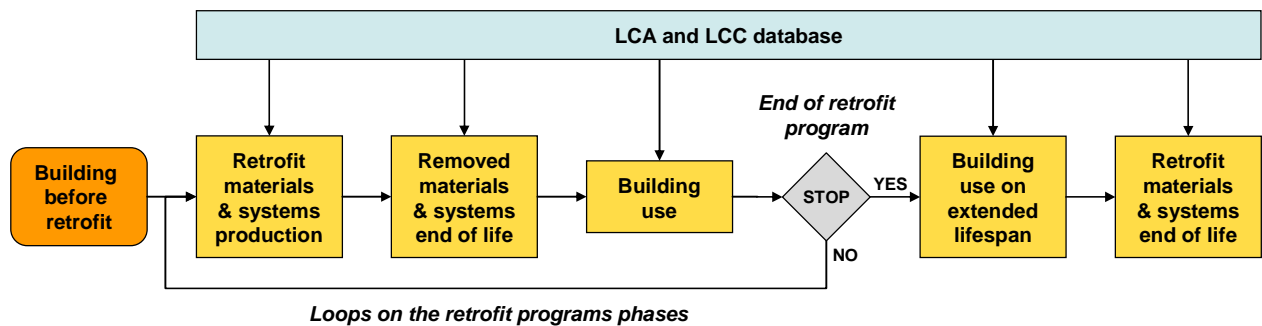 LCA and LCC database
End of retrofit
program
Building
before
retrofit
Retrofit
materials
& systems
production
Removed
materials
& systems
end of life
Building
use
STOP
YES
NO
Building
use on
extended
lifespan
Retrofit
materials
& systems
end of life
Loops on the retrofit programs phases